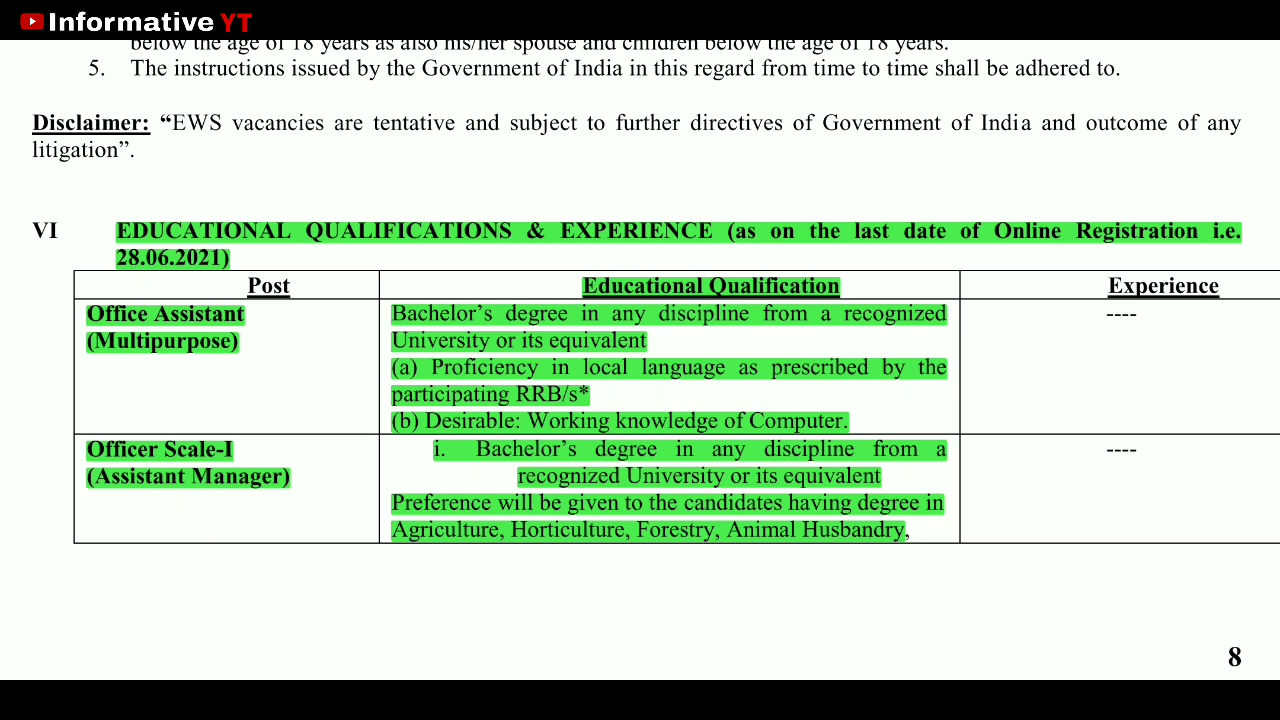 Informative YT
below the age of 18 years as also his/her spouse and children below the age of 18 years.
5. The instructions issued by the Government of India in this regard from time to time shall be adhered to.
Disclaimer: “EWS vacancies are tentative and subject to further directives of Government of India and outcome of any
litigation”.
VI EDUCATIONAL QUALIFICATIONS & EXPERIENCE (as on the last date of Online Registration i.e.
28.06.2021)
Post Educational Qualification Experience
Office Assistant
(Multipurpose)
Bachelor’s degree in any discipline from a recognized
University or its equivalent
(a) Proficiency in local language as prescribed by the
participating RRB/s*
(b) Desirable: Working knowledge of Computer.
----
Officer Scale-I
(Assistant Manager)
i. Bachelor’s degree in any discipline from a
recognized University or its equivalent
Preference will be given to the candidates having degree in
Agriculture, Horticulture, Forestry, Animal Husbandry,
----
8